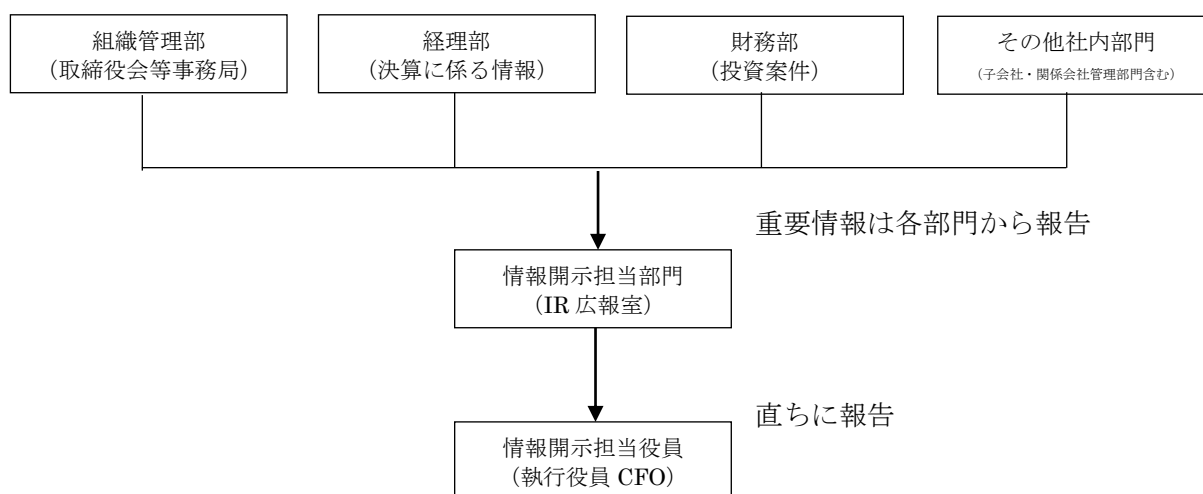 組織管理部
(取締役会等事務局)
経理部
(決算に係る情報)
財務部
(投資案件)
その他社内部門
(子会社・関係会社管理部門含む)
重要情報は各部門から報告
情報開示担当部門
(IR 広報室)
直ちに報告
情報開示担当役員
(執行役員 CFO)